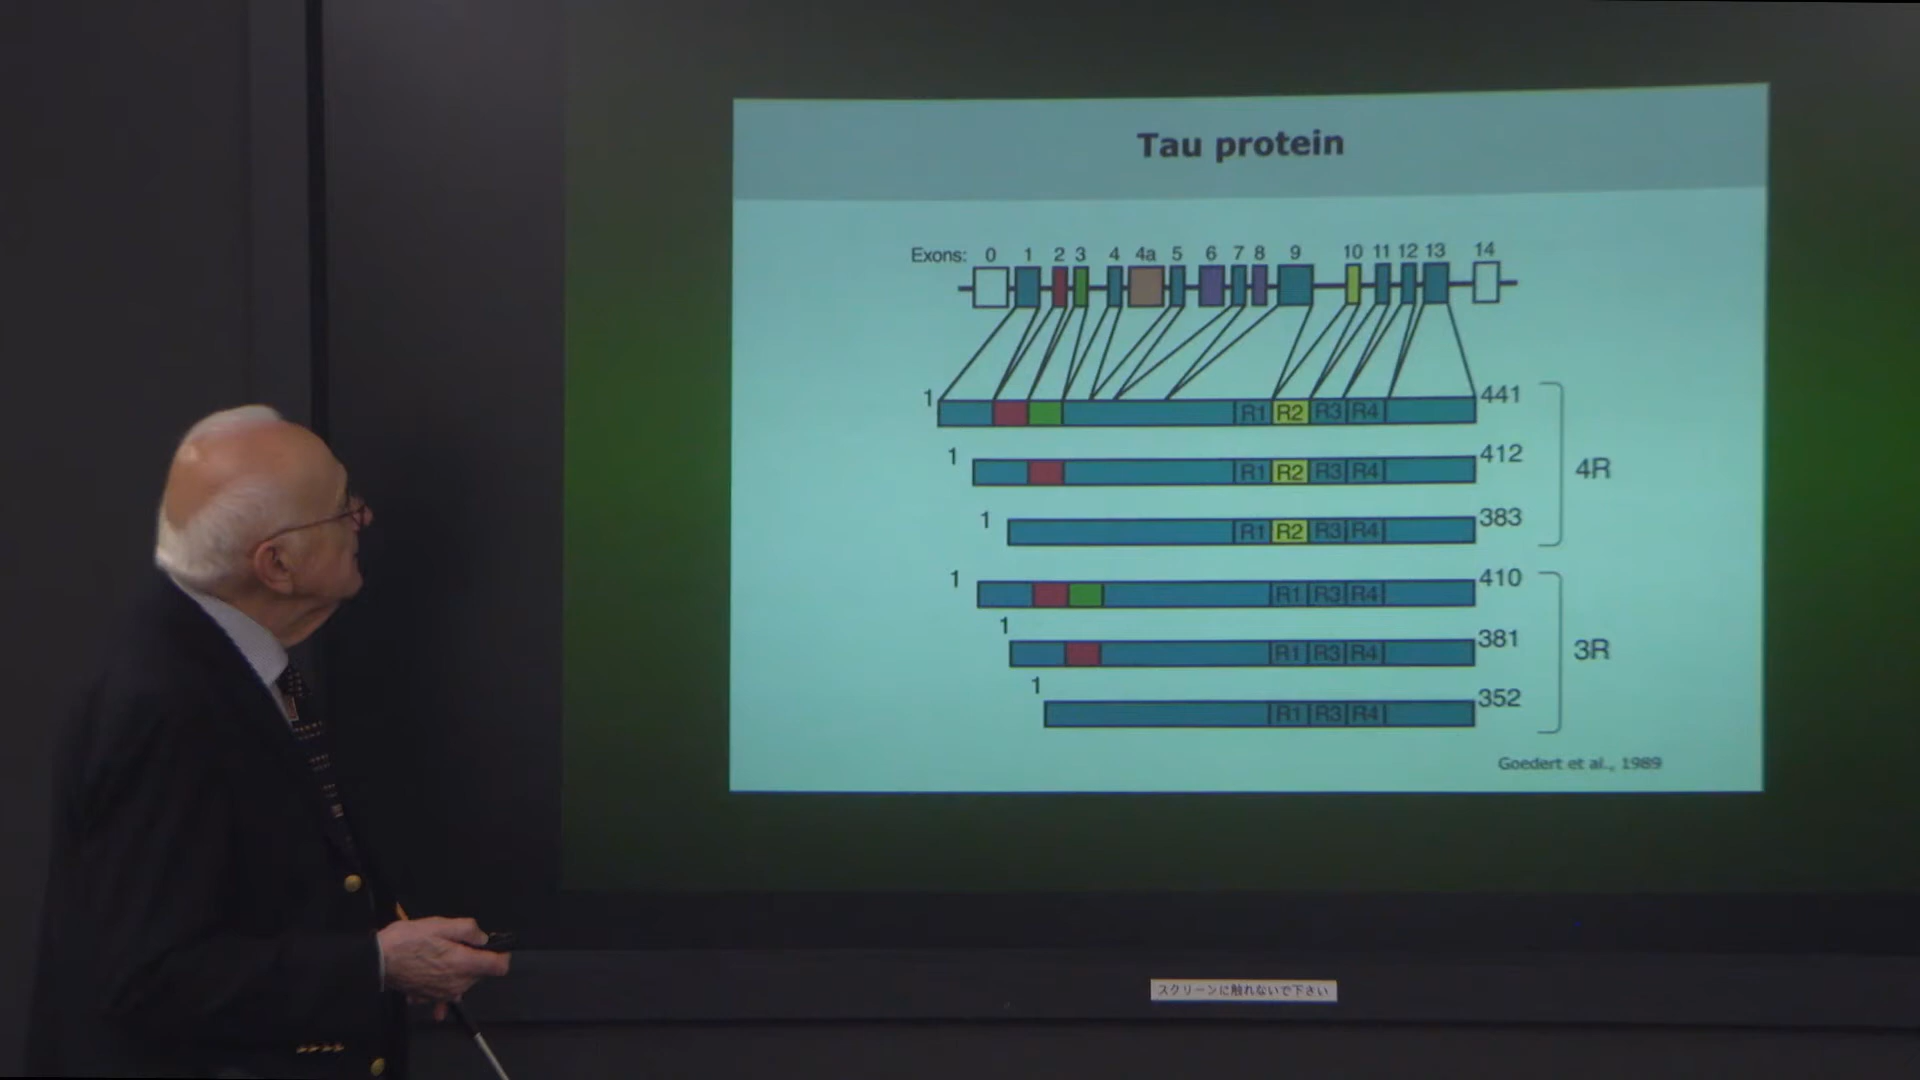 Tau protein
Exons: 0 1 2 3 4 4a 5 6 7 8 9 10 11 12 13 14
1 R1 R2 R3 R4 441
1 R1 R2 R3 R4 412
4R
1 R1 R2 R3 R4 383
1 R1 R3 R4 410
1 R1 R3 R4 381
3R
1 R1 R3 R4 352
Goedert et al., 1989
スクリーンに触れないで下さい